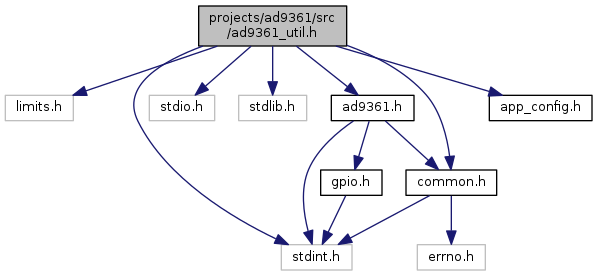 projects/ad9361/src
/ad9361_util.h
limits.h
stdio.h
stdlib.h
ad9361.h
app_config.h
gpio.h
common.h
stdint.h
errno.h